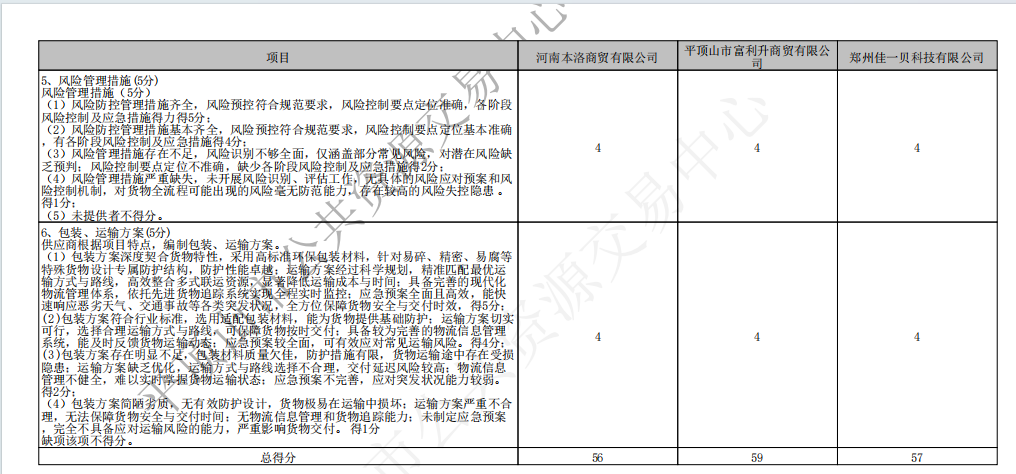 项目
河南本洛商贸有限公司
平顶山市富利升商贸有限公
司
郑州佳一贝科技有限公司
5、风险管理措施(5分)
风险管理措施（5分）
（1）风险防控管理措施齐全，风险预控符合规范要求，风险控制要点定位准确，各阶段
风险控制及应急措施得力得5分；
（2）风险防控管理措施基本齐全，风险预控符合规范要求，风险控制要点定位基本准确
，有各阶段风险控制及应急措施得4分；
（3）风险管理措施存在不足，风险识别不够全面，仅涵盖部分常见风险，对潜在风险缺
乏预判；风险控制要点定位不准确，缺少各阶段风险控制及应急措施得2分；
（4）风险管理措施严重缺失，未开展风险识别、评估工作，无具体的风险应对预案和风
险控制机制，对货物全流程可能出现的风险毫无防范能力，存在较高的风险失控隐患。
得1分；
（5）未提供者不得分。
4
4
4
6、包装、运输方案(5分)
供应商根据项目特点，编制包装、运输方案。
（1）包装方案深度契合货物特性，采用高标准环保包装材料，针对易碎、精密、易腐等
特殊货物设计专属防护结构，防护性能卓越；运输方案经过科学规划，精准匹配最优运
输方式与路线，高效整合多式联运资源，显著降低运输成本与时间；具备完善的现代化
物流管理体系，依托先进货物追踪系统实现全程实时监控；应急预案全面且高效，能快
速响应恶劣天气、交通事故等各类突发状况，全方位保障货物安全与交付时效，得5分；
(2)包装方案符合行业标准，选用适配包装材料，能为货物提供基础防护；运输方案切实
可行，选择合理运输方式与路线，可保障货物按时交付；具备较为完善的物流信息管理
系统，能及时反馈货物运输动态；应急预案较全面，可有效应对常见运输风险。得4分；
(3)包装方案存在明显不足，包装材料质量欠佳，防护措施有限，货物运输途中存在受损
隐患；运输方案缺乏优化，运输方式与路线选择不合理，交付延迟风险较高；物流信息
管理不健全，难以实时掌握货物运输状态；应急预案不完善，应对突发状况能力较弱。
得2分；
（4）包装方案简陋劣质，无有效防护设计，货物极易在运输中损坏；运输方案严重不合
理，无法保障货物安全与交付时间；无物流信息管理和货物追踪能力；未制定应急预案
，完全不具备应对运输风险的能力，严重影响货物交付。 得1分
缺项该项不得分。
4
4
4
总得分
56
59
57
平顶山市公共资源交易中心
市公共资源交易中心